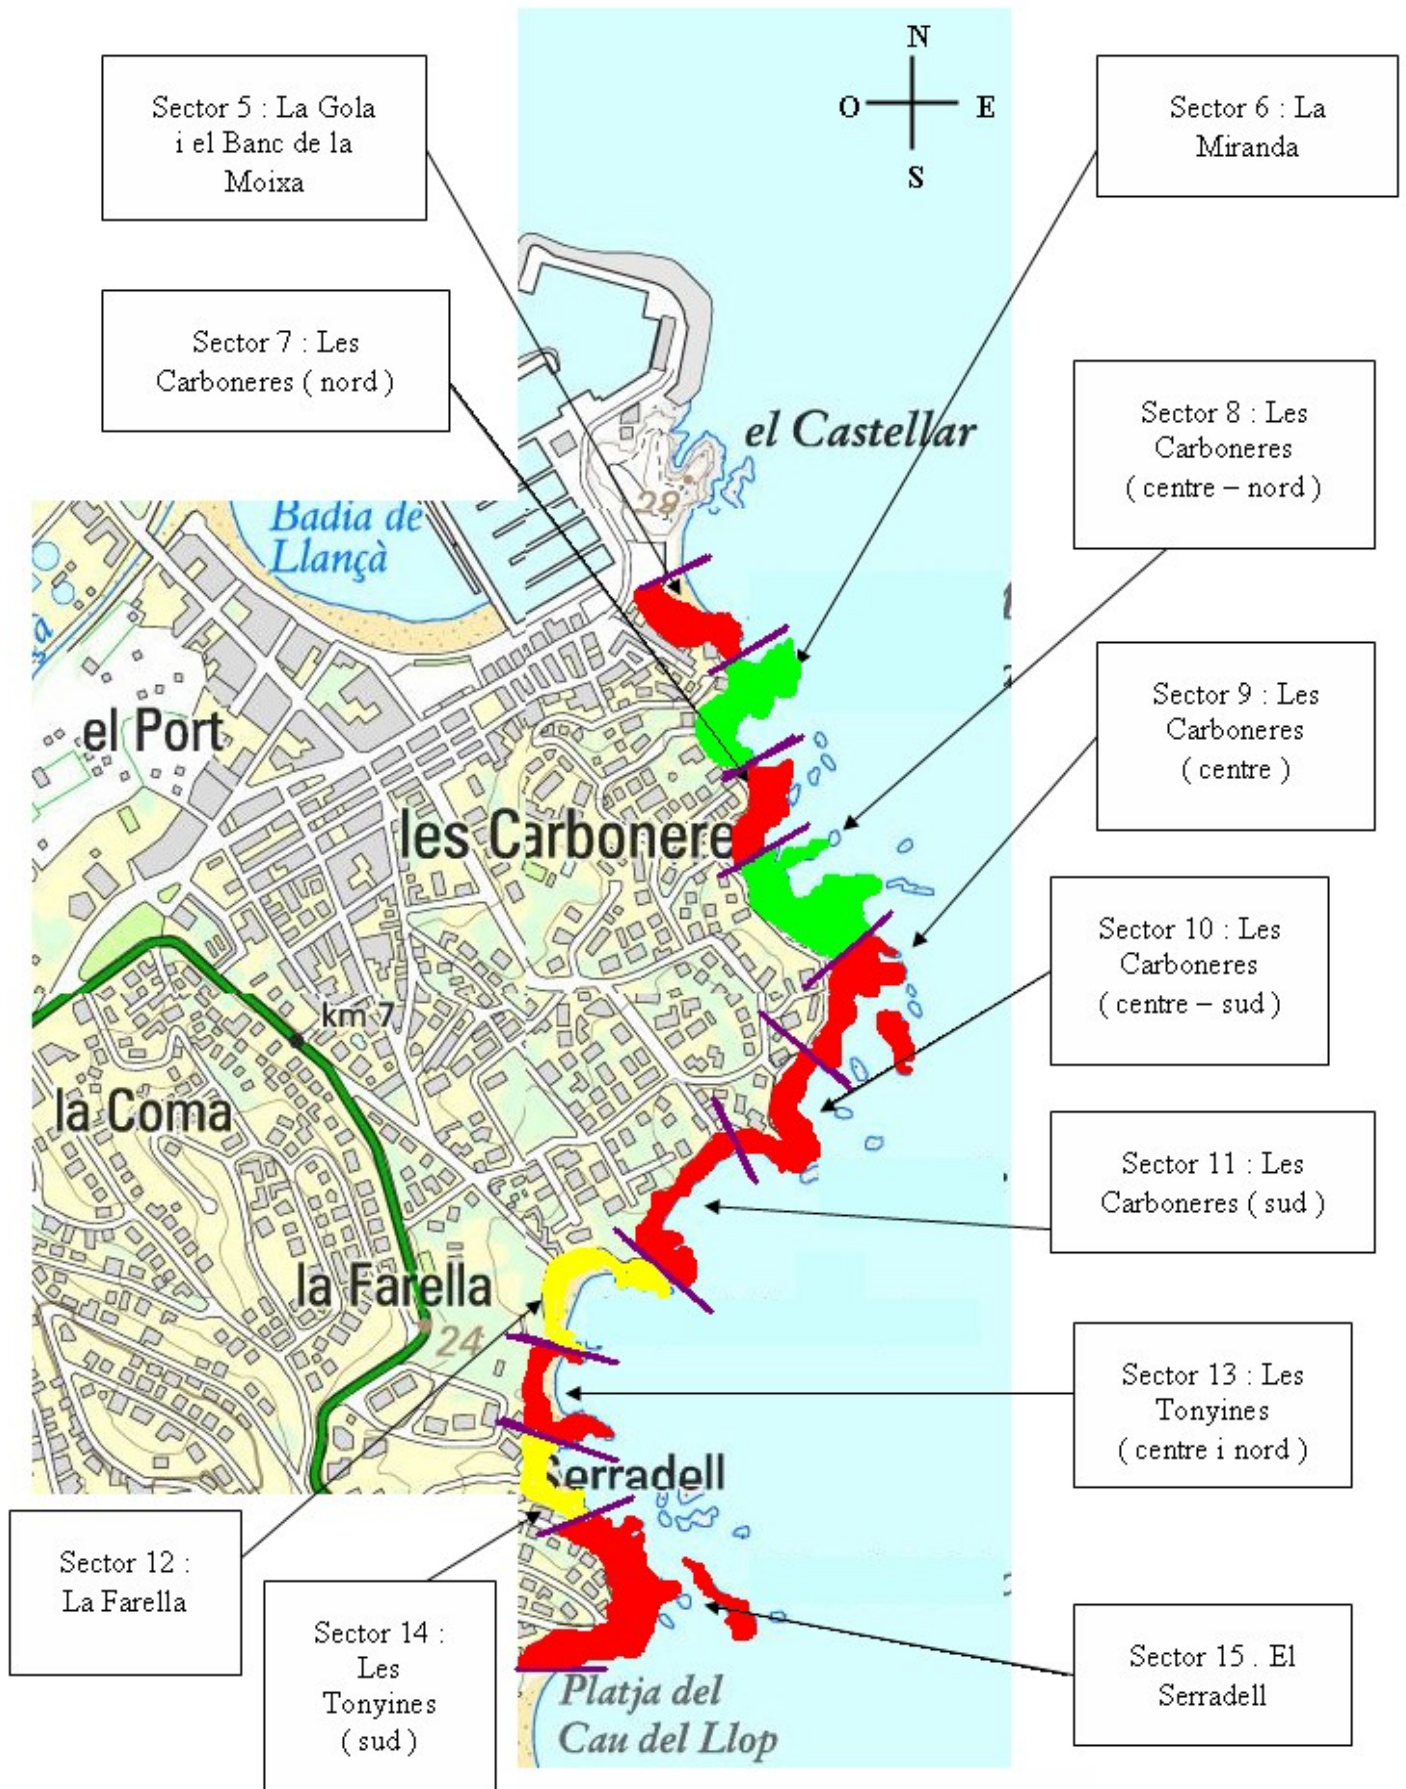 N
O
E
S
Sector 5 : La Gola
i el Banc de la
Moixa
Sector 6 : La
Miranda
Sector 7 : Les
Carboneres ( nord )
Sector 8 : Les
Carboneres
( centre – nord )
el Castellar
28
Badia de
Llançà
Sector 9 : Les
Carboneres
( centre )
el Port
les Carbonere
Sector 10 : Les
Carboneres
( centre – sud )
km 7
la Coma
Sector 11 : Les
Carboneres ( sud )
la Farella
24
Sector 13 : Les
Tonyines
( centre i nord )
Serradell
Sector 12 :
La Farella
Sector 14 :
Les
Tonyines
( sud )
Sector 15 . El
Serradell
Platja del
Cau del Llop